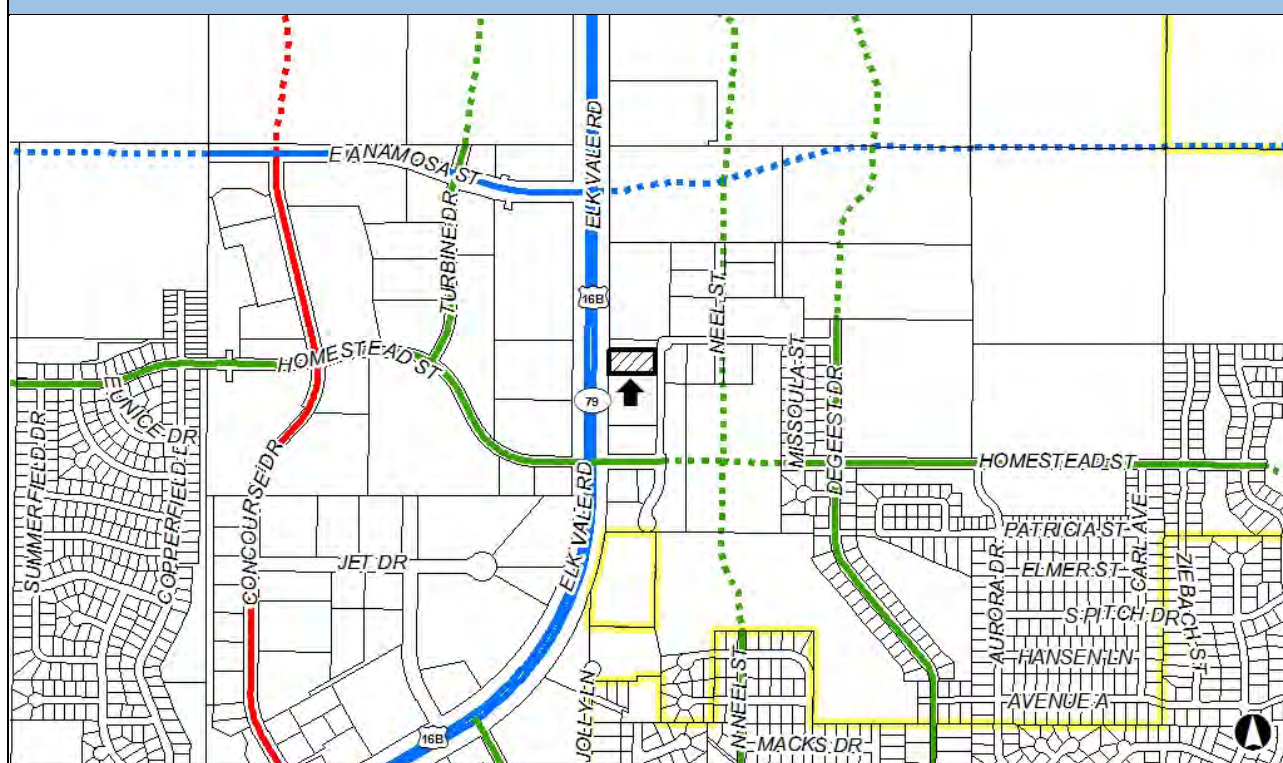 ELK VALE RD
E ANAMOSA ST
TURBINE DR
16B
NEEL ST
HOMESTEAD ST
MISSOULA ST
EUNICE DR
79
DEGEEST DR
SUMMERFIELD DR
COPPERFIELD D
CONCOURSE DR
HOMESTEAD ST
ELK VALE RD
JET DR
PATRICIA ST
ELMER ST
CARL AVE
ZIEBACH ST
S PITCH DR
AURORA DR
HANSEN LN
AVENUE A
JOLLY LN
N NEEL ST
16B
MACKS DR